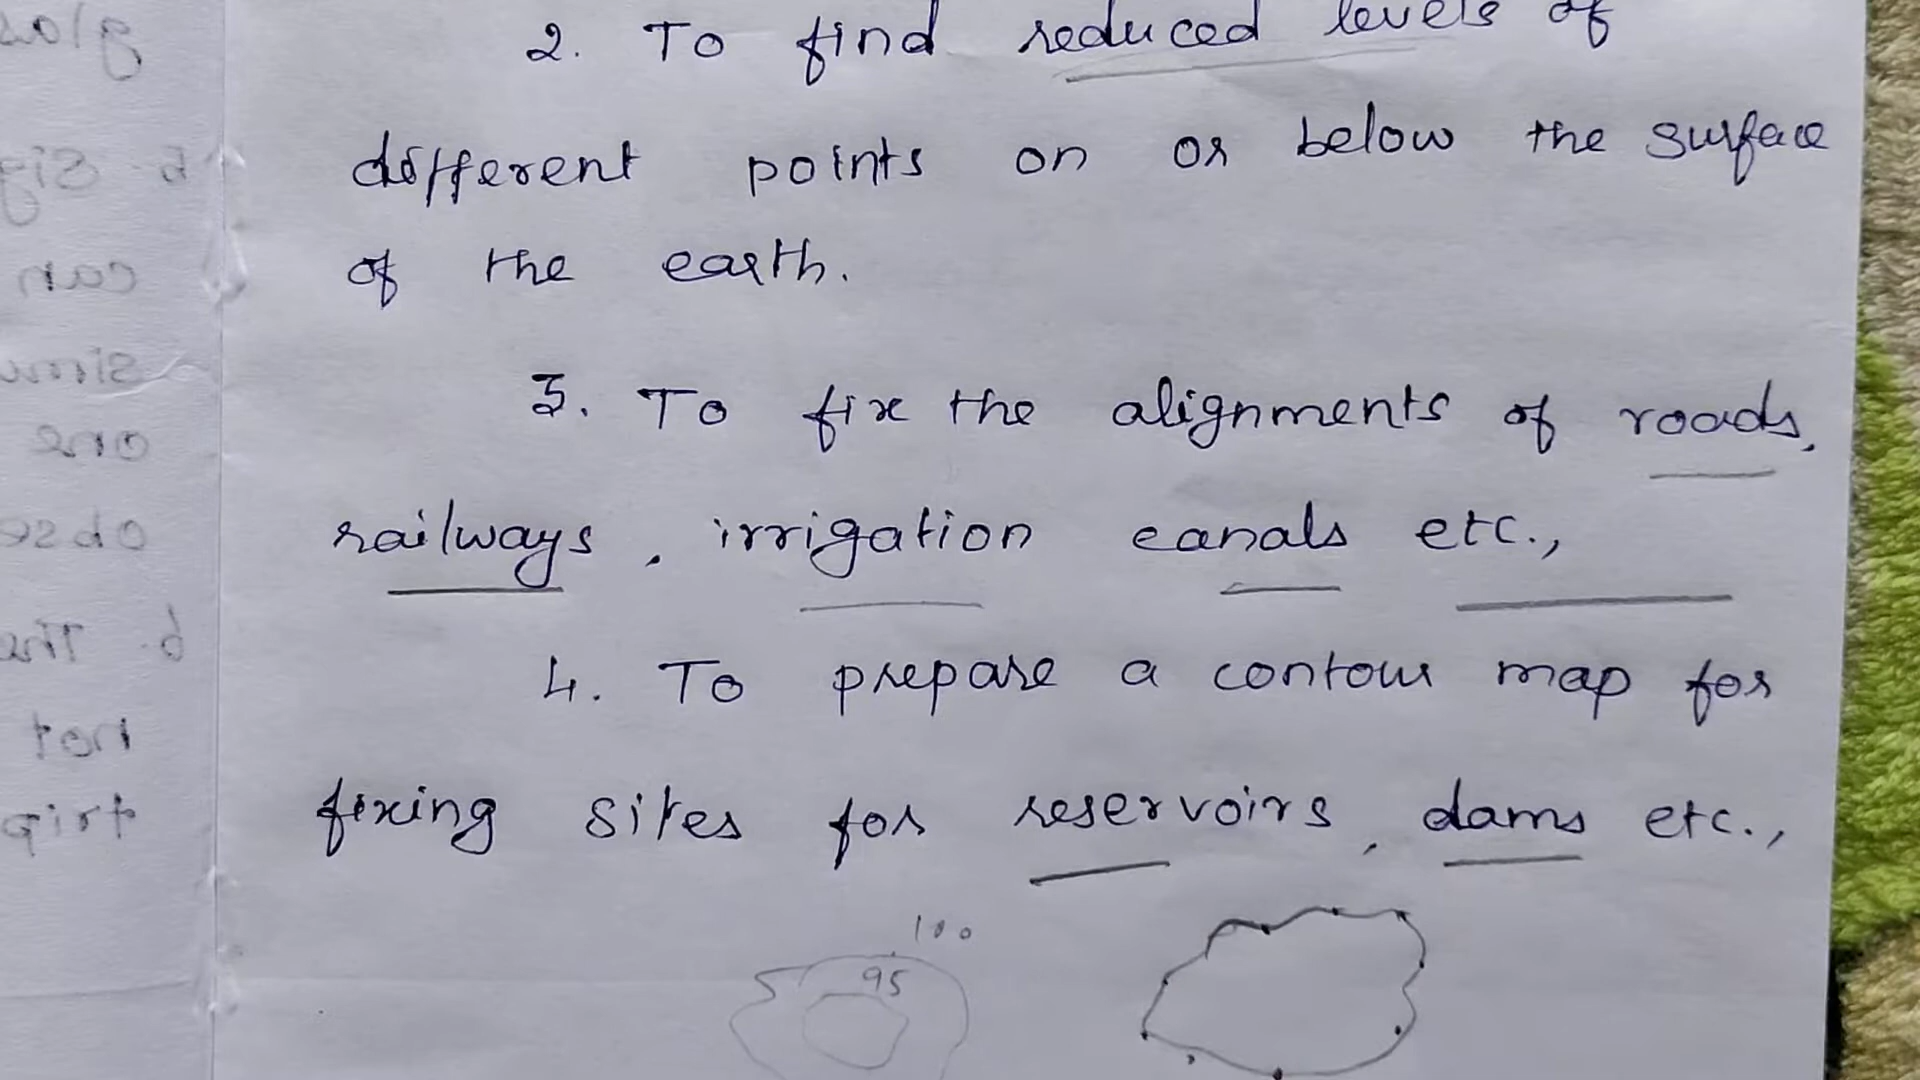 2. To find reduced levels of
different points on or below the surface
of the earth.
3. To fix the alignments of roads,
railways, irrigation canals etc.,
4. To prepare a contour map for
fixing sites for reservoirs, dams etc.,
100
95